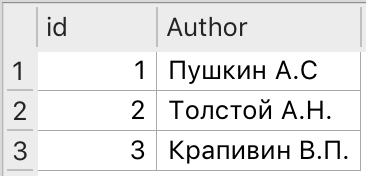 id Author
1 1 Пушкин А.С
2 2 Толстой А.Н.
3 3 Крапивин В.П.